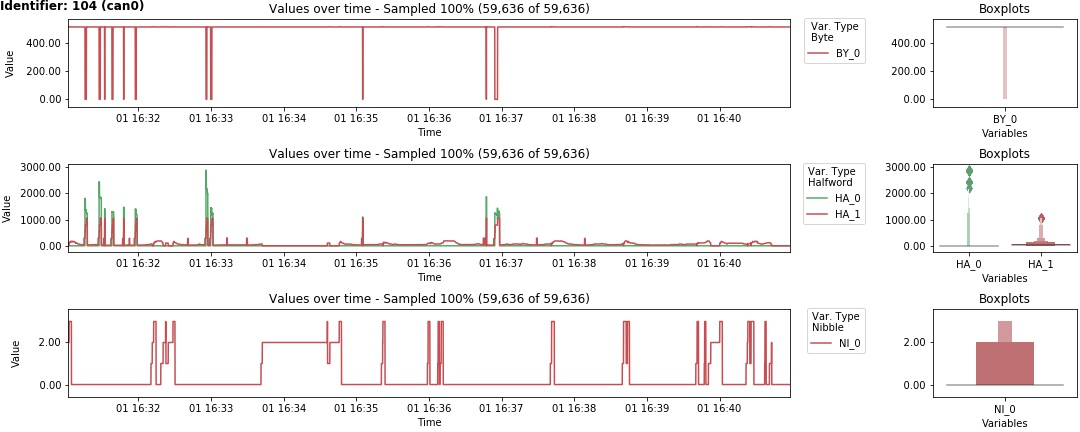 Identifier: 104 (can0)
Values over time - Sampled 100% (59,636 of 59,636)
Boxplots
Value
400.00
200.00
0.00
01 16:32 01 16:33 01 16:34 01 16:35 01 16:36 01 16:37 01 16:38 01 16:39 01 16:40
Time
Var. Type
Byte
BY_0
400.00
200.00
0.00
BY_0
Variables
Values over time - Sampled 100% (59,636 of 59,636)
Boxplots
Value
3000.00
2000.00
1000.00
0.00
01 16:32 01 16:33 01 16:34 01 16:35 01 16:36 01 16:37 01 16:38 01 16:39 01 16:40
Time
Var. Type
Halfword
HA_0
HA_1
3000.00
2000.00
1000.00
0.00
HA_0 HA_1
Variables
Values over time - Sampled 100% (59,636 of 59,636)
Boxplots
Value
2.00
0.00
01 16:32 01 16:33 01 16:34 01 16:35 01 16:36 01 16:37 01 16:38 01 16:39 01 16:40
Time
Var. Type
Nibble
NI_0
2.00
0.00
NI_0
Variables